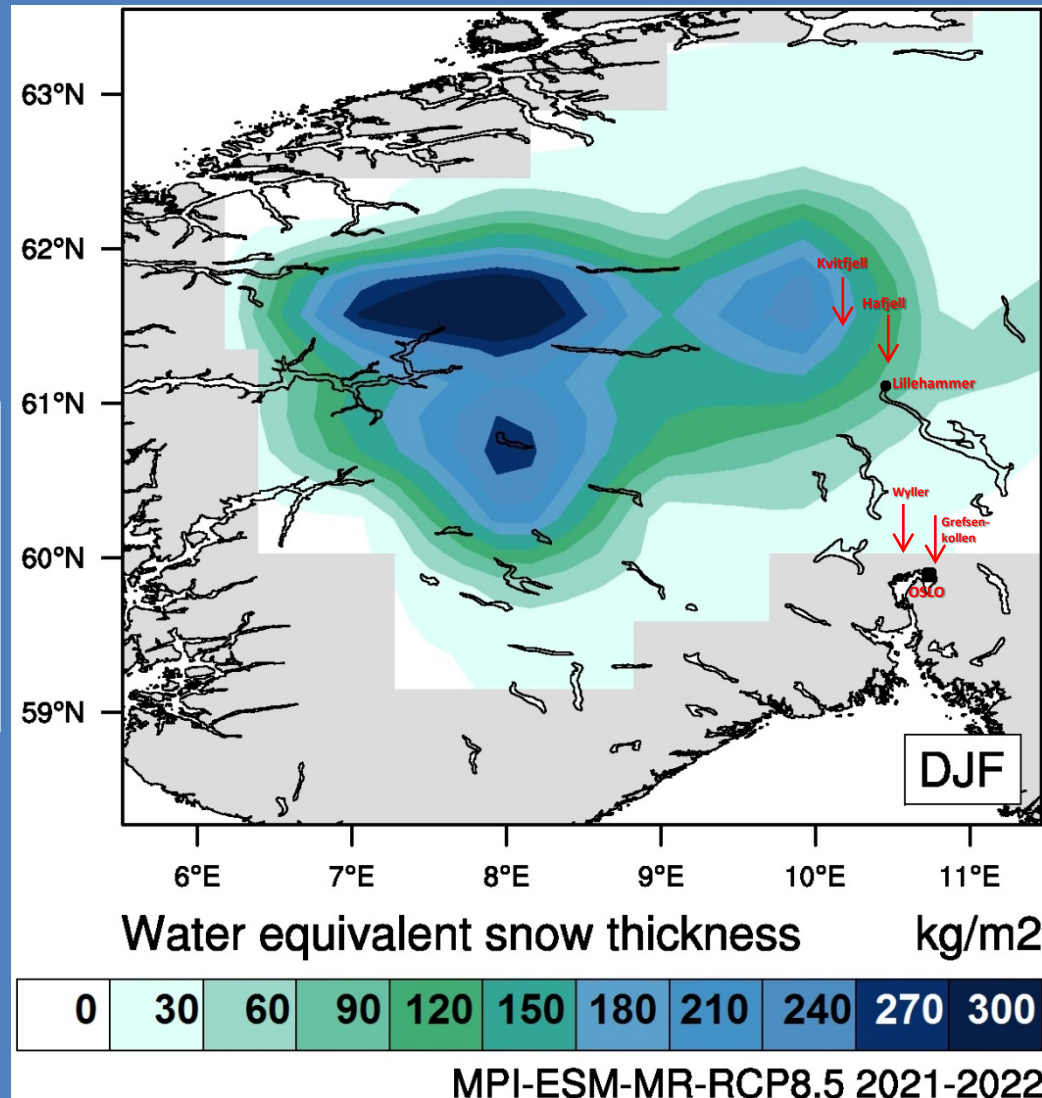 63°N
62°N
Kvitfjell
Hafjell
61°N
Lillehammer
Wyller
Grefsen-
kollen
60°N
OSLO
59°N
DJF
6°E 7°E 8°E 9°E 10°E 11°E
Water equivalent snow thickness kg/m2
0 30 60 90 120 150 180 210 240 270 300
MPI-ESM-MR-RCP8.5 2021-2022